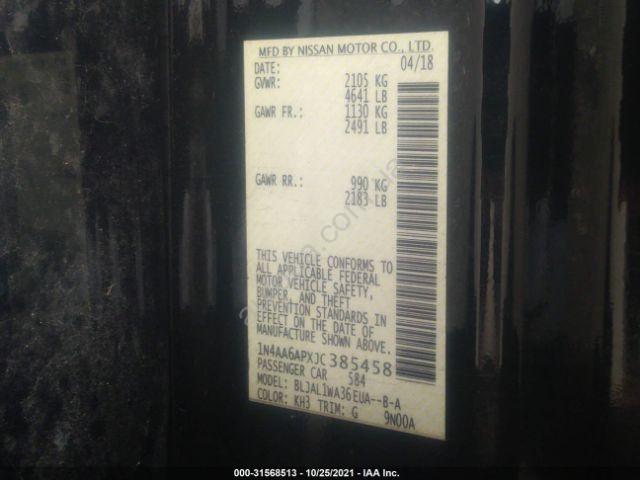 MFD BY NISSAN MOTOR CO., LTD.
DATE: 04/18
GVWR: 2105 KG
4641 LB
GAWR FR.: 1130 KG
2491 LB
GAWR RR.: 990 KG
2183 LB
THIS VEHICLE CONFORMS TO
ALL APPLICABLE FEDERAL
MOTOR VEHICLE SAFETY,
BUMPER, AND THEFT
PREVENTION STANDARDS IN
EFFECT ON THE DATE OF
MANUFACTURE SHOWN ABOVE.
1N4AA6APXJC385458
PASSENGER CAR 584
MODEL: BLJAL1WA36EUA--B-A
COLOR: KH3 TRIM: G 9N00A
000-31568513 - 10/25/2021 - IAA Inc.